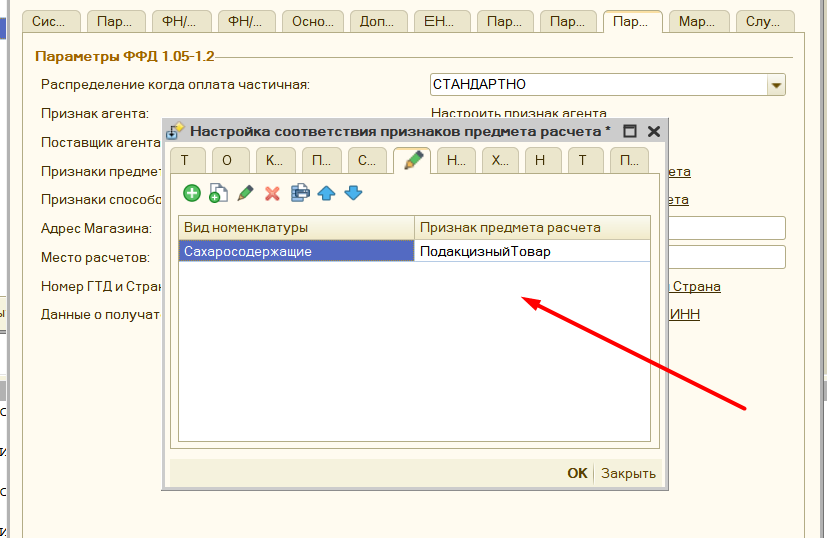 Сис... Пар... ФН/... ФН/... Осно... Доп... ЕН... Пар... Пар... Пар... Мар... Слу...
Параметры ФФД 1.05-1.2
Распределение когда оплата частичная: СТАНДАРТНО
Признак агента: Настроить признак агента
Поставщик агента
Признаки предмет ета
Признаки способо ета
Адрес Магазина:
Место расчетов:
Номер ГТД и Стран Страна
Данные о получат ИНН
Настройка соответствия признаков предмета расчета *
Т О К... П... С... Н... Х... Н Т П...
Вид номенклатуры Признак предмета расчета
Сахаросодержащие ПодакцизныйТовар
OK Закрыть